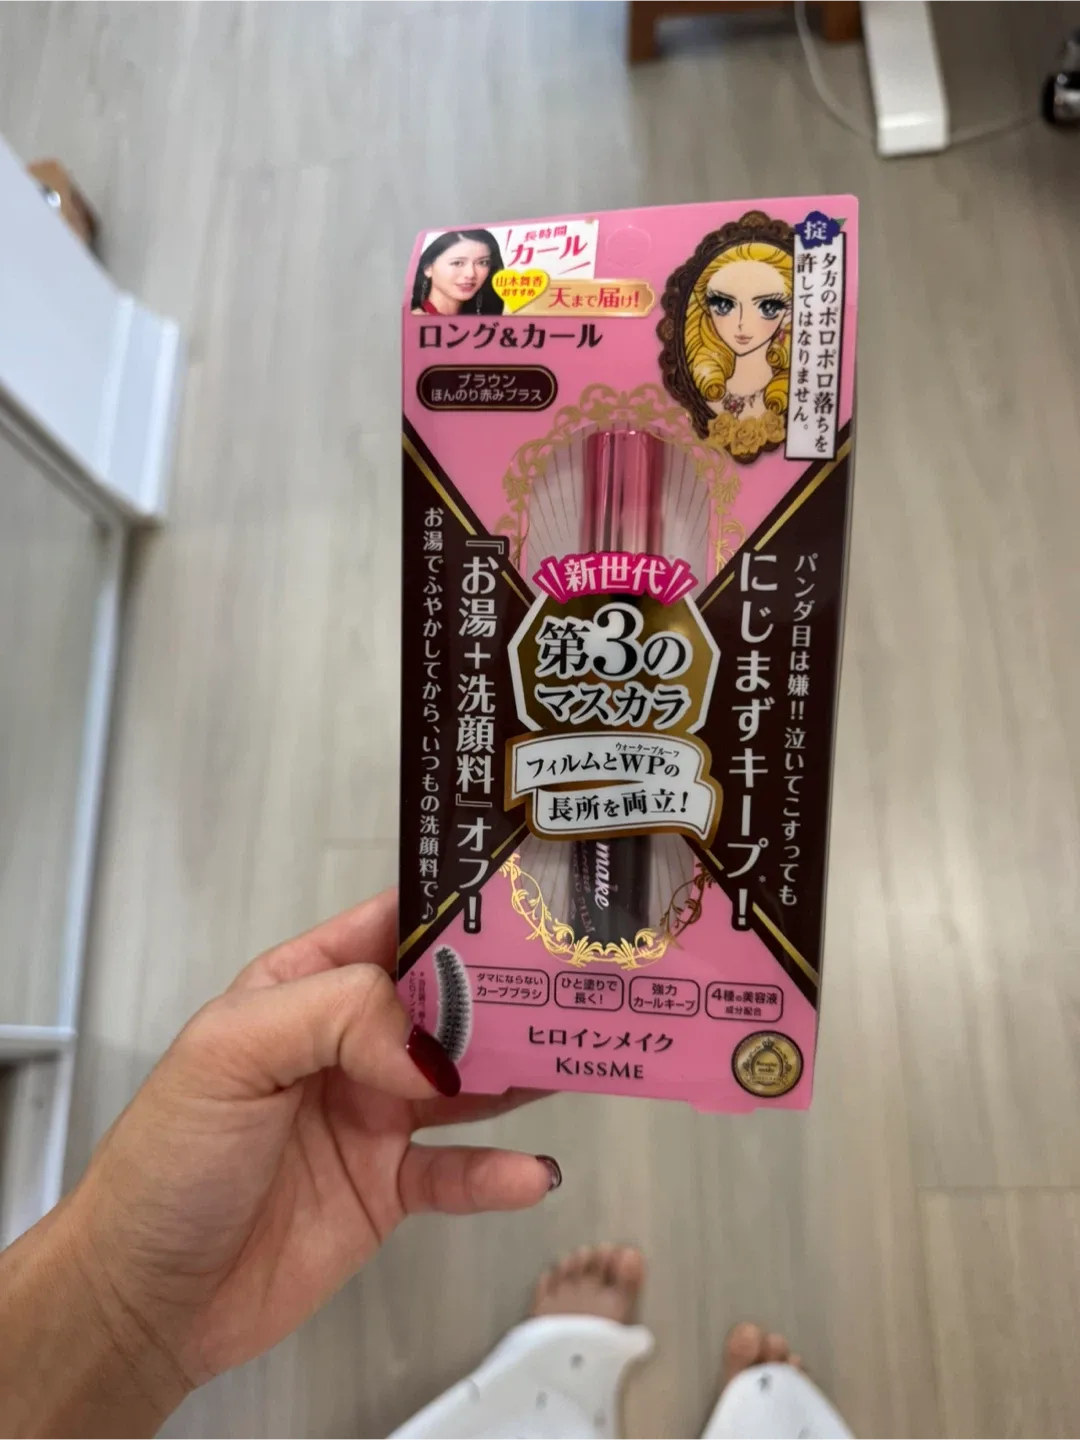 長時間
カール
山本舞香
おすすめ
天まで届け!
ロング&カール
ブラウン
ほんのり赤みプラス
掟
夕方のポロポロ落ちを
許してはなりません。
パンダ目は嫌!! 泣いてこすっても
にじまずキープ*!
『お湯+洗顔料』オフ!
お湯でふやかしてから、いつもの洗顔料で♪
新世代
第3の
マスカラ
ウォータープルーフ
フィルムとWPの
長所を両立!
make
FILM
ダマにならない
カーブブラシ
ひと塗りで
長く!
強力
カールキープ
4種の美容液
成分配合
ヒロインメイク
KISSME